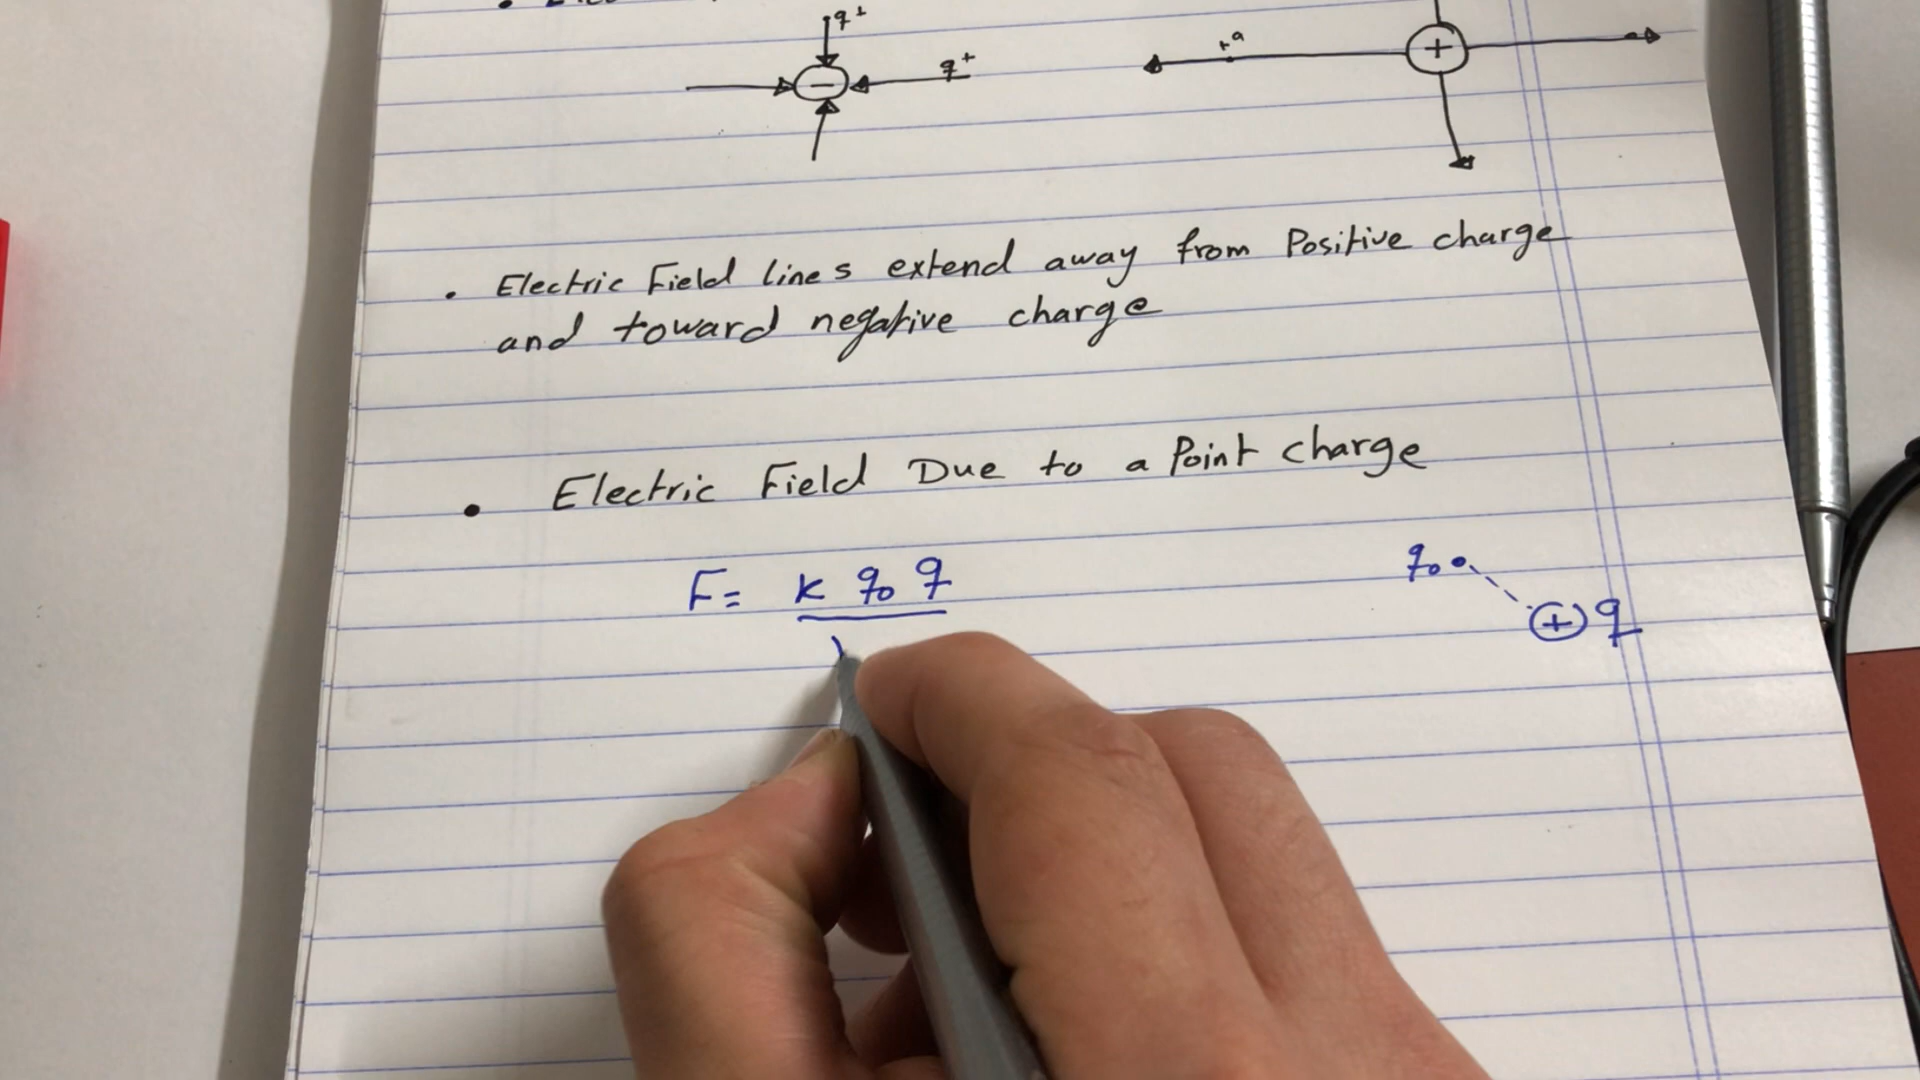 q+
q+
+q
+
−
• Electric Field lines extend away from Positive charge
and toward negative charge
• Electric Field Due to a Point charge
F= k q₀ q
q₀
+ q